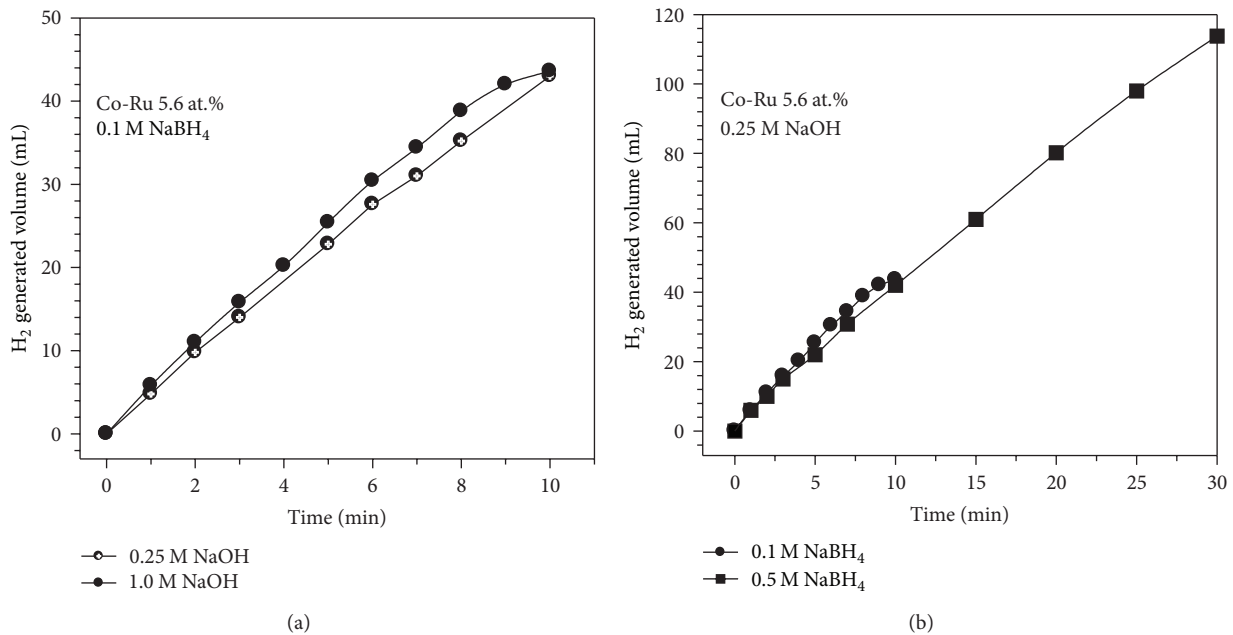 50
40
30
20
10
0
H2 generated volume (mL)
Co-Ru 5.6 at.%
0.1 M NaBH4
0 2 4 6 8 10
Time (min)
0.25 M NaOH
1.0 M NaOH
(a)
120
100
80
60
40
20
0
H2 generated volume (mL)
Co-Ru 5.6 at.%
0.25 M NaOH
0 5 10 15 20 25 30
Time (min)
0.1 M NaBH4
0.5 M NaBH4
(b)